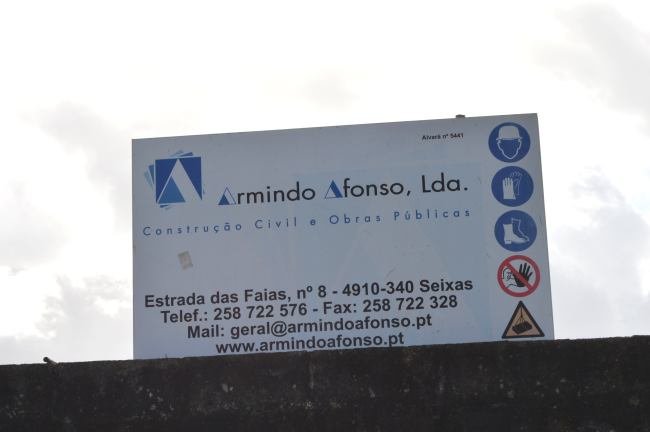 Alvará nº 5441
Armindo Afonso, Lda.
Construção Civil e Obras Públicas
Estrada das Faias, nº 8 - 4910-340 Seixas
Telef.: 258 722 576 - Fax: 258 722 328
Mail: geral@armindoafonso.pt
www.armindoafonso.pt